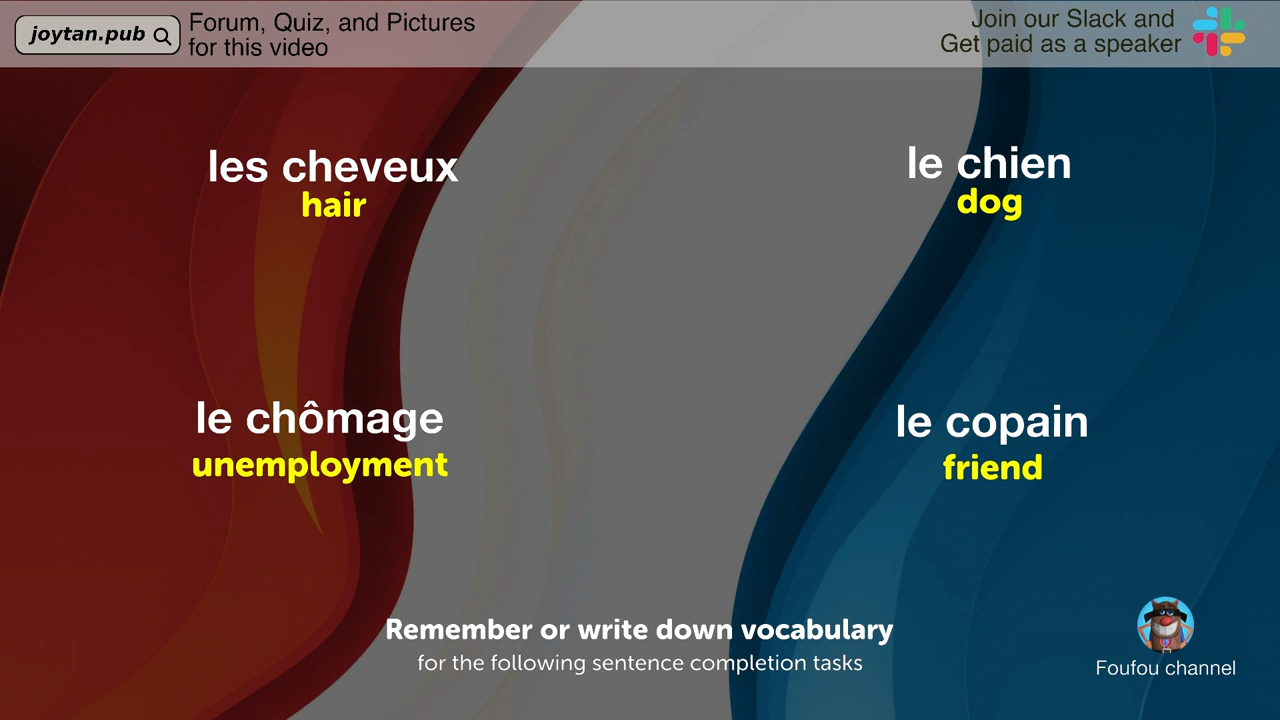 joytan.pub
Forum, Quiz, and Pictures
for this video
Join our Slack and
Get paid as a speaker
les cheveux
hair
le chien
dog
le chômage
unemployment
le copain
friend
Remember or write down vocabulary
for the following sentence completion tasks
Foufou channel